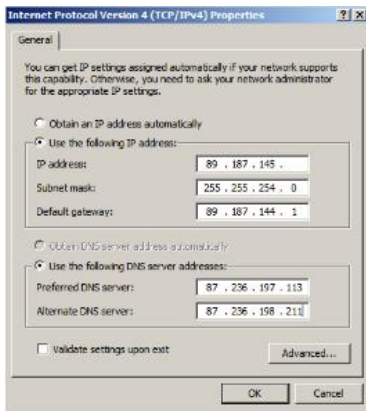 Internet Protocol Version 4 (TCP/IPv4) Properties
General
You can get IP settings assigned automatically if your network supports
this capability. Otherwise, you need to ask your network administrator
for the appropriate IP settings.
Obtain an IP address automatically
Use the following IP address:
IP address: 89 . 187 . 145 .
Subnet mask: 255 . 255 . 254 . 0
Default gateway: 89 . 187 . 144 . 1
Obtain DNS server address automatically
Use the following DNS server addresses:
Preferred DNS server: 87 . 236 . 197 . 113
Alternate DNS server: 87 . 236 . 198 . 211
Validate settings upon exit
Advanced...
OK Cancel